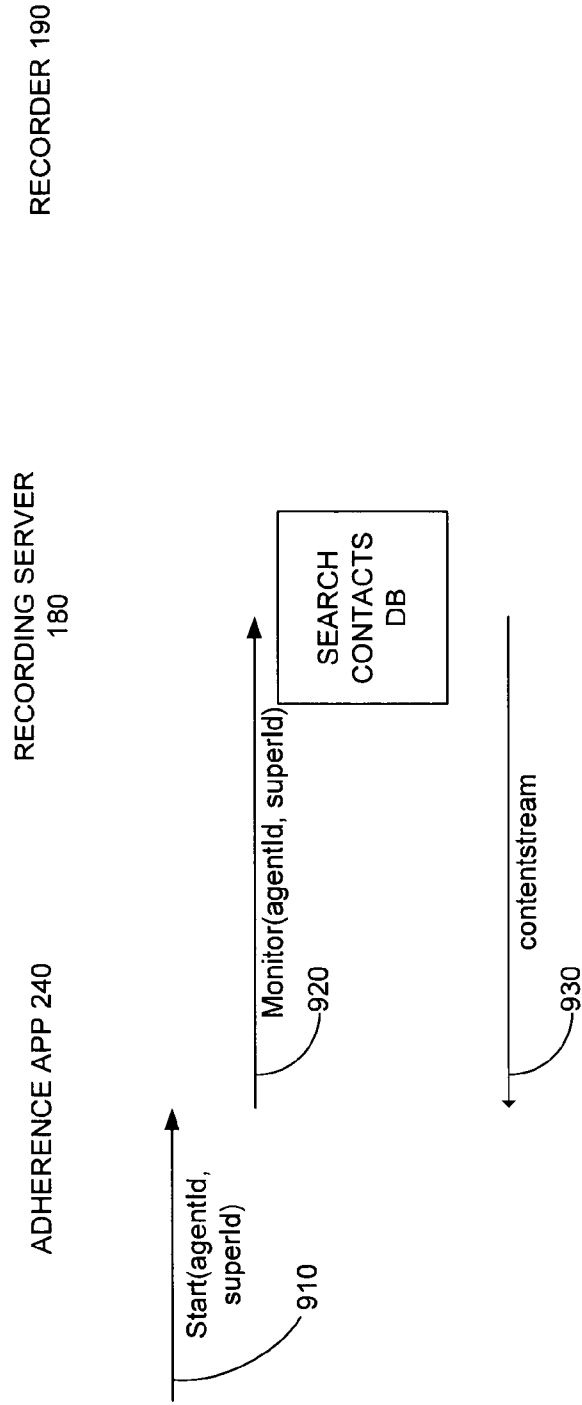 ADHERENCE APP 240
RECORDING SERVER
180
RECORDER 190
Start(agentId,
superId)
910
Monitor(agentId, superId)
920
SEARCH
CONTACTS
DB
contentstream
930